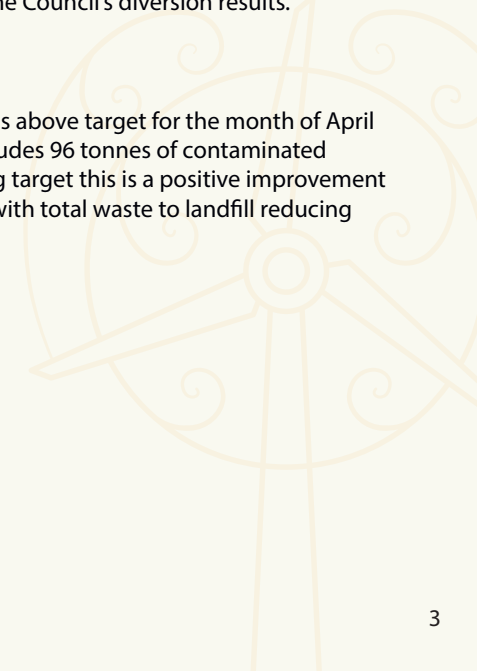 ne Council's diversion results.
s above target for the month of April
udes 96 tonnes of contaminated
g target this is a positive improvement
with total waste to landfill reducing
3